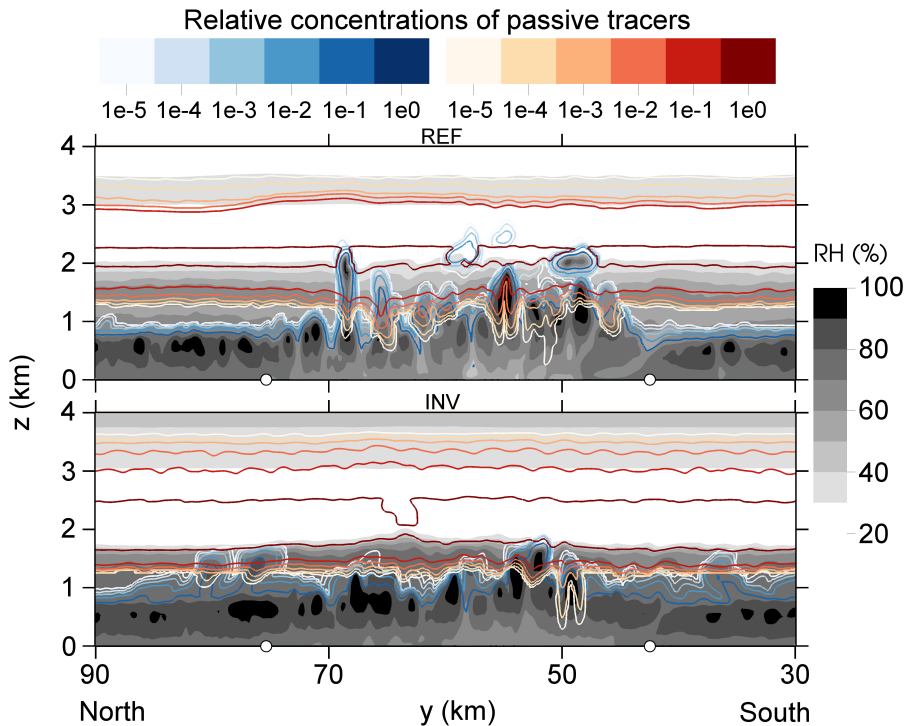 Relative concentrations of passive tracers
1e-5 1e-4 1e-3 1e-2 1e-1 1e0 1e-5 1e-4 1e-3 1e-2 1e-1 1e0
REF
4
3
2
1
0
RH (%)
100
80
60
40
20
z (km)
INV
4
3
2
1
0
90 70 50 30
North y (km) South